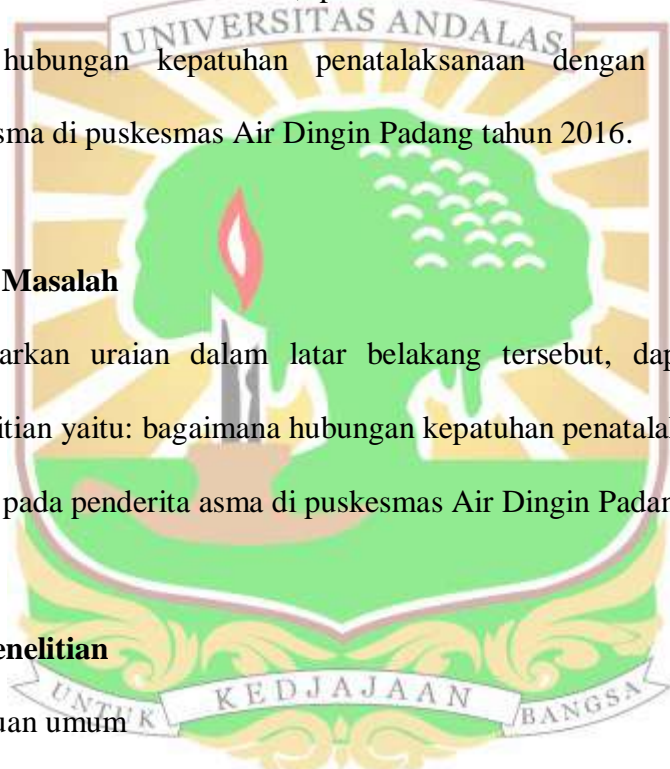 UNIVERSITAS ANDALAS
hubungan kepatuhan penatalaksanaan dengan
sma di puskesmas Air Dingin Padang tahun 2016.
Masalah
arkan uraian dalam latar belakang tersebut, dap
itian yaitu: bagaimana hubungan kepatuhan penatala
pada penderita asma di puskesmas Air Dingin Padan
enelitian
UNTUK KEDJAJAAN BANGSA
uan umum